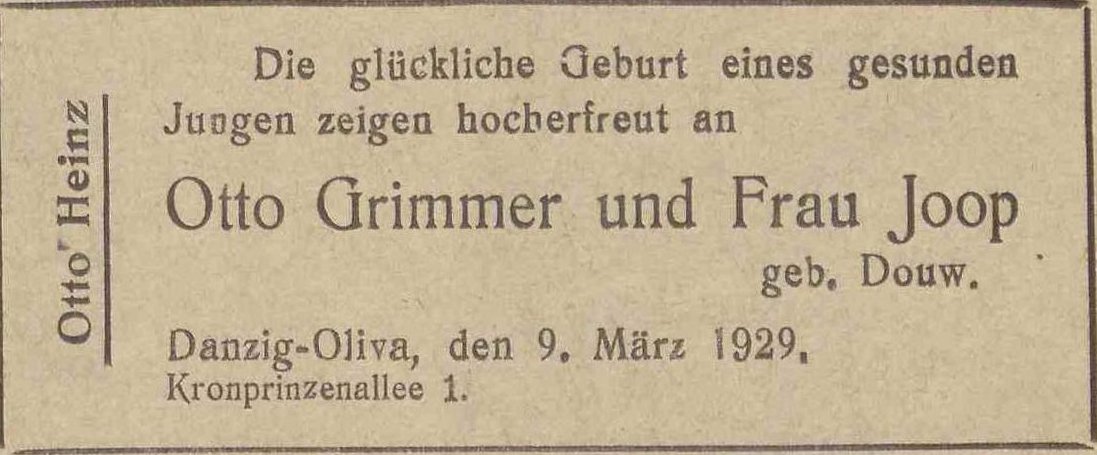 Otto Heinz
Die glückliche Geburt eines gesunden
Jungen zeigen hocherfreut an
Otto Grimmer und Frau Joop
geb. Douw.
Danzig-Oliva, den 9. März 1929.
Kronprinzenallee 1.